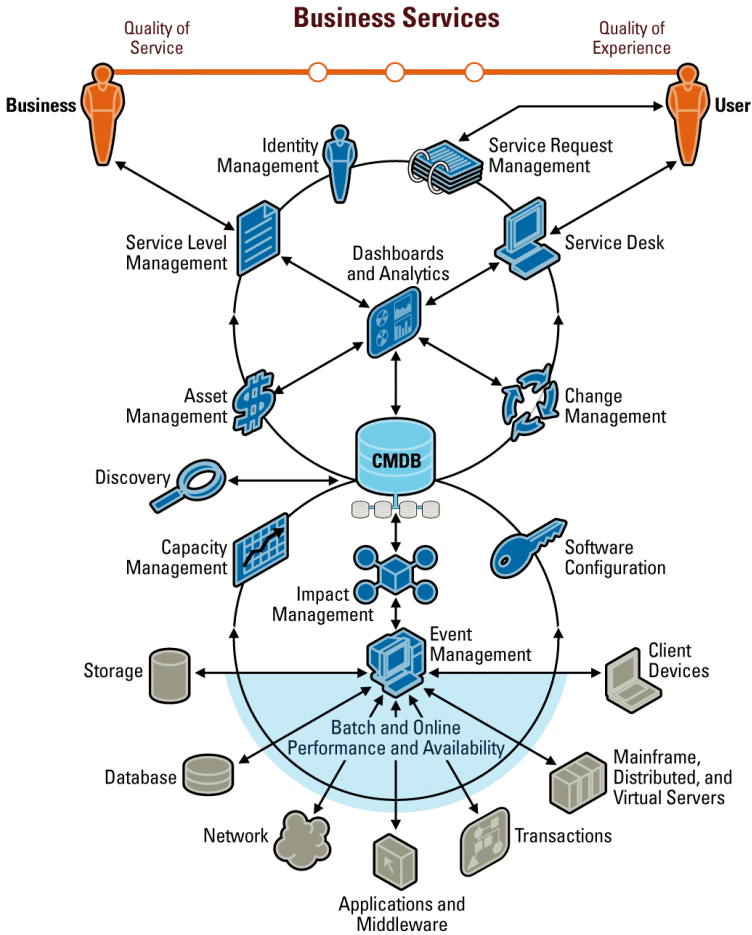 Business Services
Quality of
Service
Quality of
Experience
Business
User
Identity
Management
Service Request
Management
Service Level
Management
Dashboards
and Analytics
Service Desk
Asset
Management
Change
Management
CMDB
Discovery
Capacity
Management
Software
Configuration
Impact
Management
Event
Management
Storage
Client
Devices
Batch and Online
Performance and Availability
Database
Mainframe,
Distributed, and
Virtual Servers
Network
Transactions
Applications and
Middleware